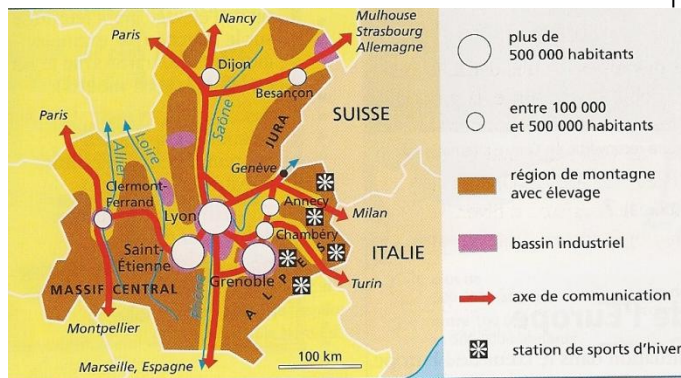 Paris
Nancy
Mulhouse
Strasbourg
Allemagne
Dijon
Besançon
Saône
JURA
SUISSE
Paris
Allier
Loire
Genève
Clermont-
Ferrand
Lyon
Annecy
Milan
Chambéry
Saint-
Étienne
Grenoble
ITALIE
Turin
MASSIF CENTRAL
Rhône
ALPES
Montpellier
Marseille, Espagne
100 km
plus de
500 000 habitants
entre 100 000
et 500 000 habitants
région de montagne
avec élevage
bassin industriel
axe de communication
station de sports d'hiver